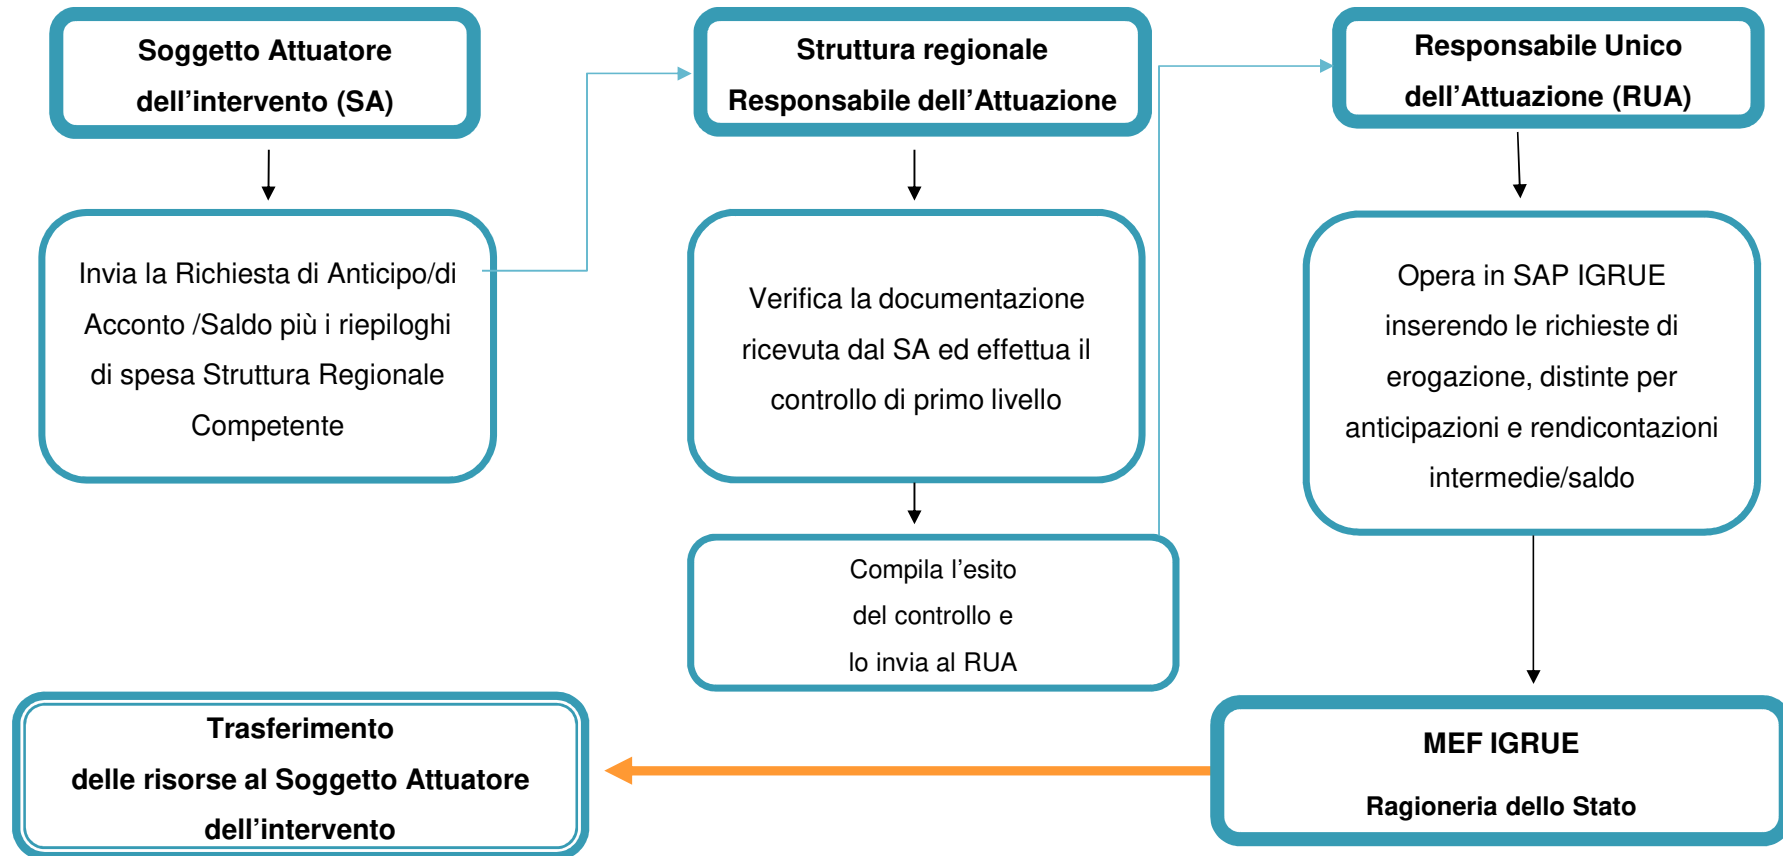 Soggetto Attuatore
dell’intervento (SA)
Struttura regionale
Responsabile dell’Attuazione
Responsabile Unico
dell’Attuazione (RUA)
Invia la Richiesta di Anticipo/di
Acconto /Saldo più i riepiloghi
di spesa Struttura Regionale
Competente
Verifica la documentazione
ricevuta dal SA ed effettua il
controllo di primo livello
Opera in SAP IGRUE
inserendo le richieste di
erogazione, distinte per
anticipazioni e rendicontazioni
intermedie/saldo
Compila l’esito
del controllo e
lo invia al RUA
Trasferimento
delle risorse al Soggetto Attuatore
dell’intervento
MEF IGRUE
Ragioneria dello Stato